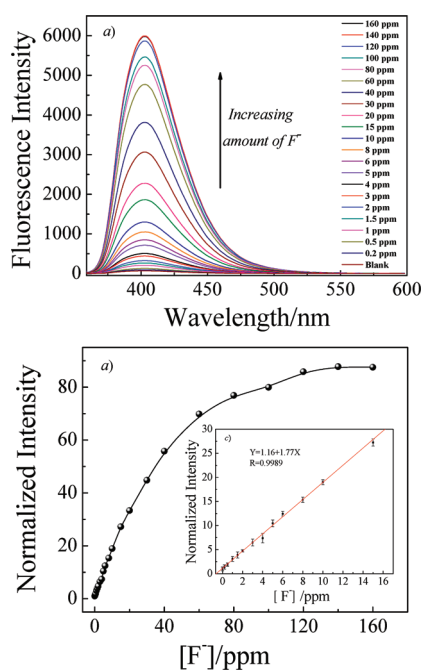 a)
6000
5000
4000
3000
2000
1000
0
Fluorescence Intensity
Increasing
amount of F-
160 ppm
140 ppm
120 ppm
100 ppm
80 ppm
60 ppm
40 ppm
30 ppm
20 ppm
15 ppm
10 ppm
8 ppm
6 ppm
5 ppm
4 ppm
3 ppm
2 ppm
1.5 ppm
1 ppm
0.5 ppm
0.2 ppm
Blank
400 450 500 550 600
Wavelength/nm
a)
80
60
40
20
0
Normalized Intensity
c)
Y=1.16+1.77X
R=0.9989
30
25
20
15
10
5
0
Normalized Intensity
0 2 4 6 8 10 12 14 16
[ F-] /ppm
0 40 80 120 160
[F-]/ppm